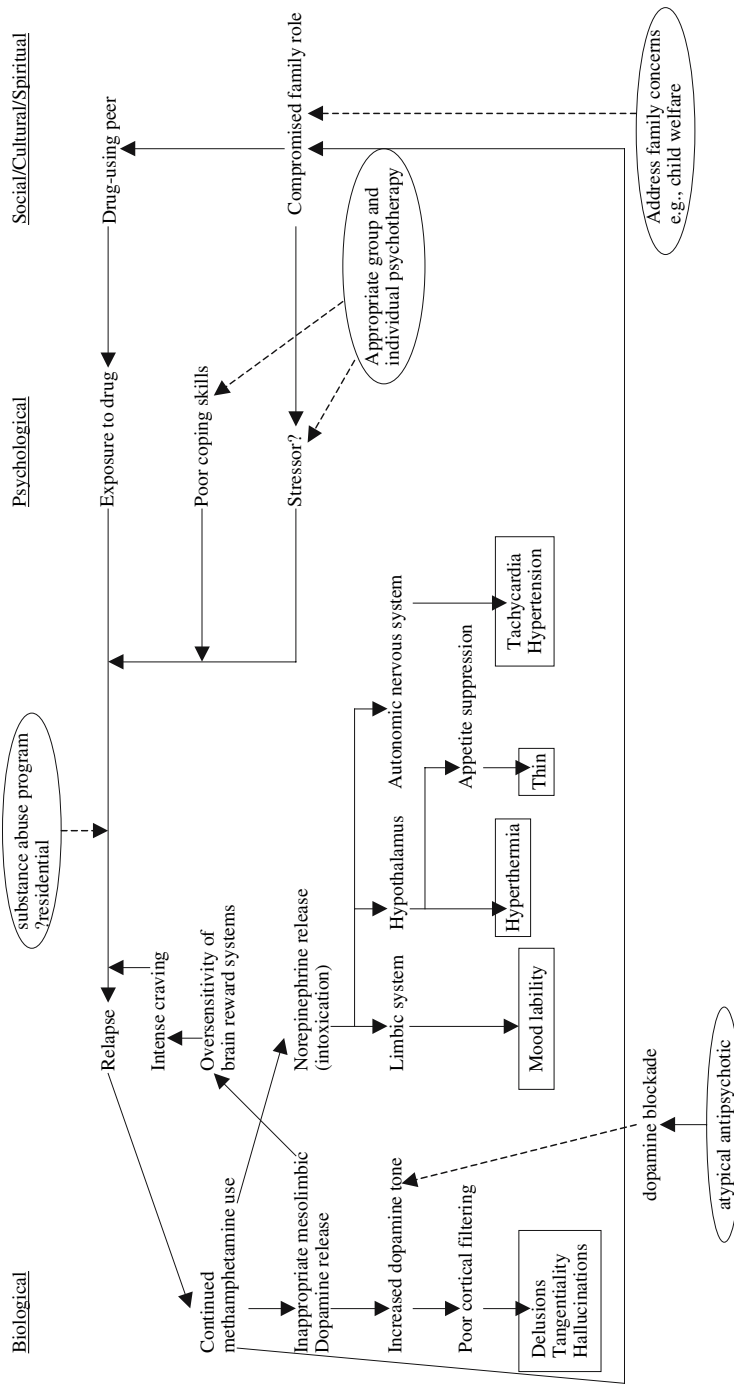 Biological
Psychological
Social/Cultural/Spiritual
substance abuse program
?residential
Relapse
Exposure to drug
Drug-using peer
Intense craving
Continued
methamphetamine use
Oversensitivity of
brain reward systems
Poor coping skills
Inappropriate mesolimbic
Dopamine release
Norepinephrine release
(intoxication)
Stressor?
Compromised family role
Appropriate group and
individual psychotherapy
Increased dopamine tone
Limbic system
Hypothalamus
Autonomic nervous system
Poor cortical filtering
Appetite suppression
Delusions
Tangentiality
Hallucinations
Mood lability
Hyperthermia
Thin
Tachycardia
Hypertension
dopamine blockade
Address family concerns
e.g., child welfare
atypical antipsychotic